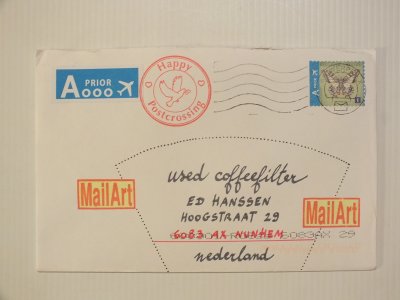 A PRIOR
Happy
Postcrossing
MailArt
used coffeefilter
ED HANSSEN
HOOGSTRAAT 29
6083 AX NUNHEM
nederland
MailArt